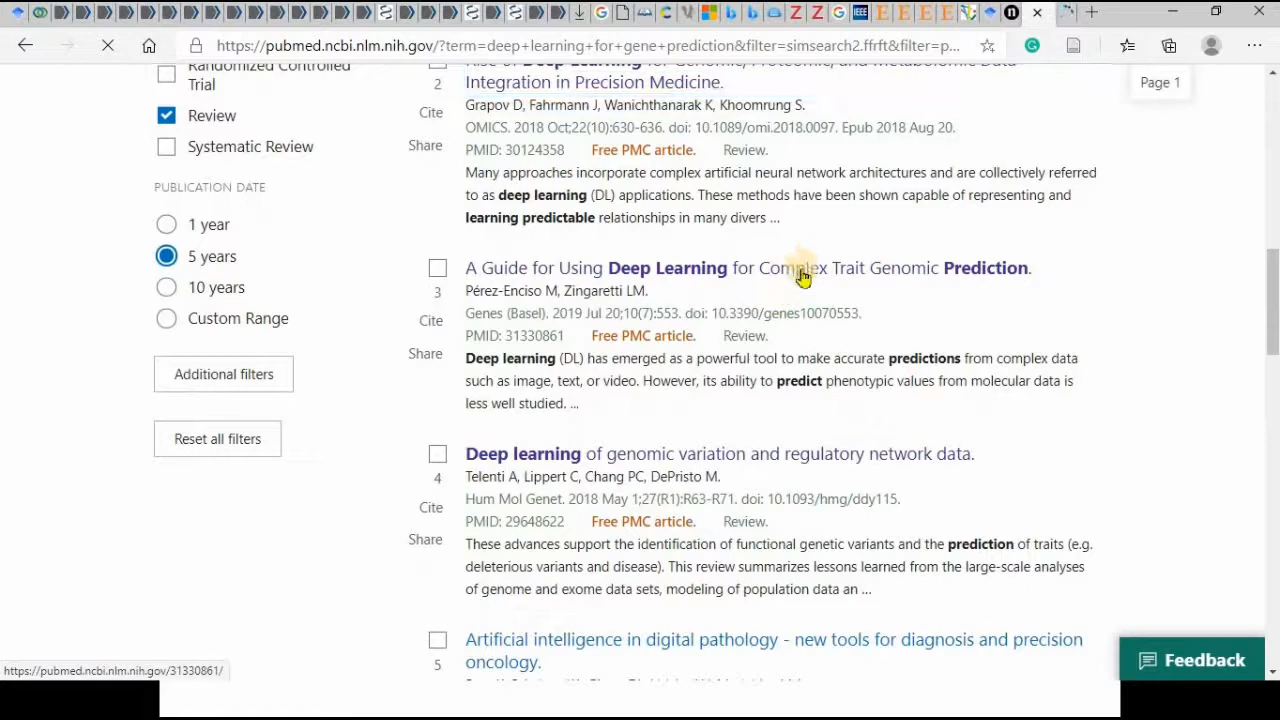 https://pubmed.ncbi.nlm.nih.gov/?term=deep+learning+for+gene+prediction&filter=simsearch2.ffrft&filter=p...
Randomized Controlled
Trial
Review
Systematic Review
PUBLICATION DATE
1 year
5 years
10 years
Custom Range
Additional filters
Reset all filters
Page 1
2
Cite
Share
Rise of Deep Learning for Genomic, Proteomic, and Metabolomic Data
Integration in Precision Medicine.
Grapov D, Fahrmann J, Wanichthanarak K, Khoomrung S.
OMICS. 2018 Oct;22(10):630-636. doi: 10.1089/omi.2018.0097. Epub 2018 Aug 20.
PMID: 30124358 Free PMC article. Review.
Many approaches incorporate complex artificial neural network architectures and are collectively referred
to as deep learning (DL) applications. These methods have been shown capable of representing and
learning predictable relationships in many divers ...
3
Cite
Share
A Guide for Using Deep Learning for Complex Trait Genomic Prediction.
Pérez-Enciso M, Zingaretti LM.
Genes (Basel). 2019 Jul 20;10(7):553. doi: 10.3390/genes10070553.
PMID: 31330861 Free PMC article. Review.
Deep learning (DL) has emerged as a powerful tool to make accurate predictions from complex data
such as image, text, or video. However, its ability to predict phenotypic values from molecular data is
less well studied. ...
4
Cite
Share
Deep learning of genomic variation and regulatory network data.
Telenti A, Lippert C, Chang PC, DePristo M.
Hum Mol Genet. 2018 May 1;27(R1):R63-R71. doi: 10.1093/hmg/ddy115.
PMID: 29648622 Free PMC article. Review.
These advances support the identification of functional genetic variants and the prediction of traits (e.g.
deleterious variants and disease). This review summarizes lessons learned from the large-scale analyses
of genome and exome data sets, modeling of population data an ...
5
Artificial intelligence in digital pathology - new tools for diagnosis and precision
oncology.
Feedback
https://pubmed.ncbi.nlm.nih.gov/31330861/